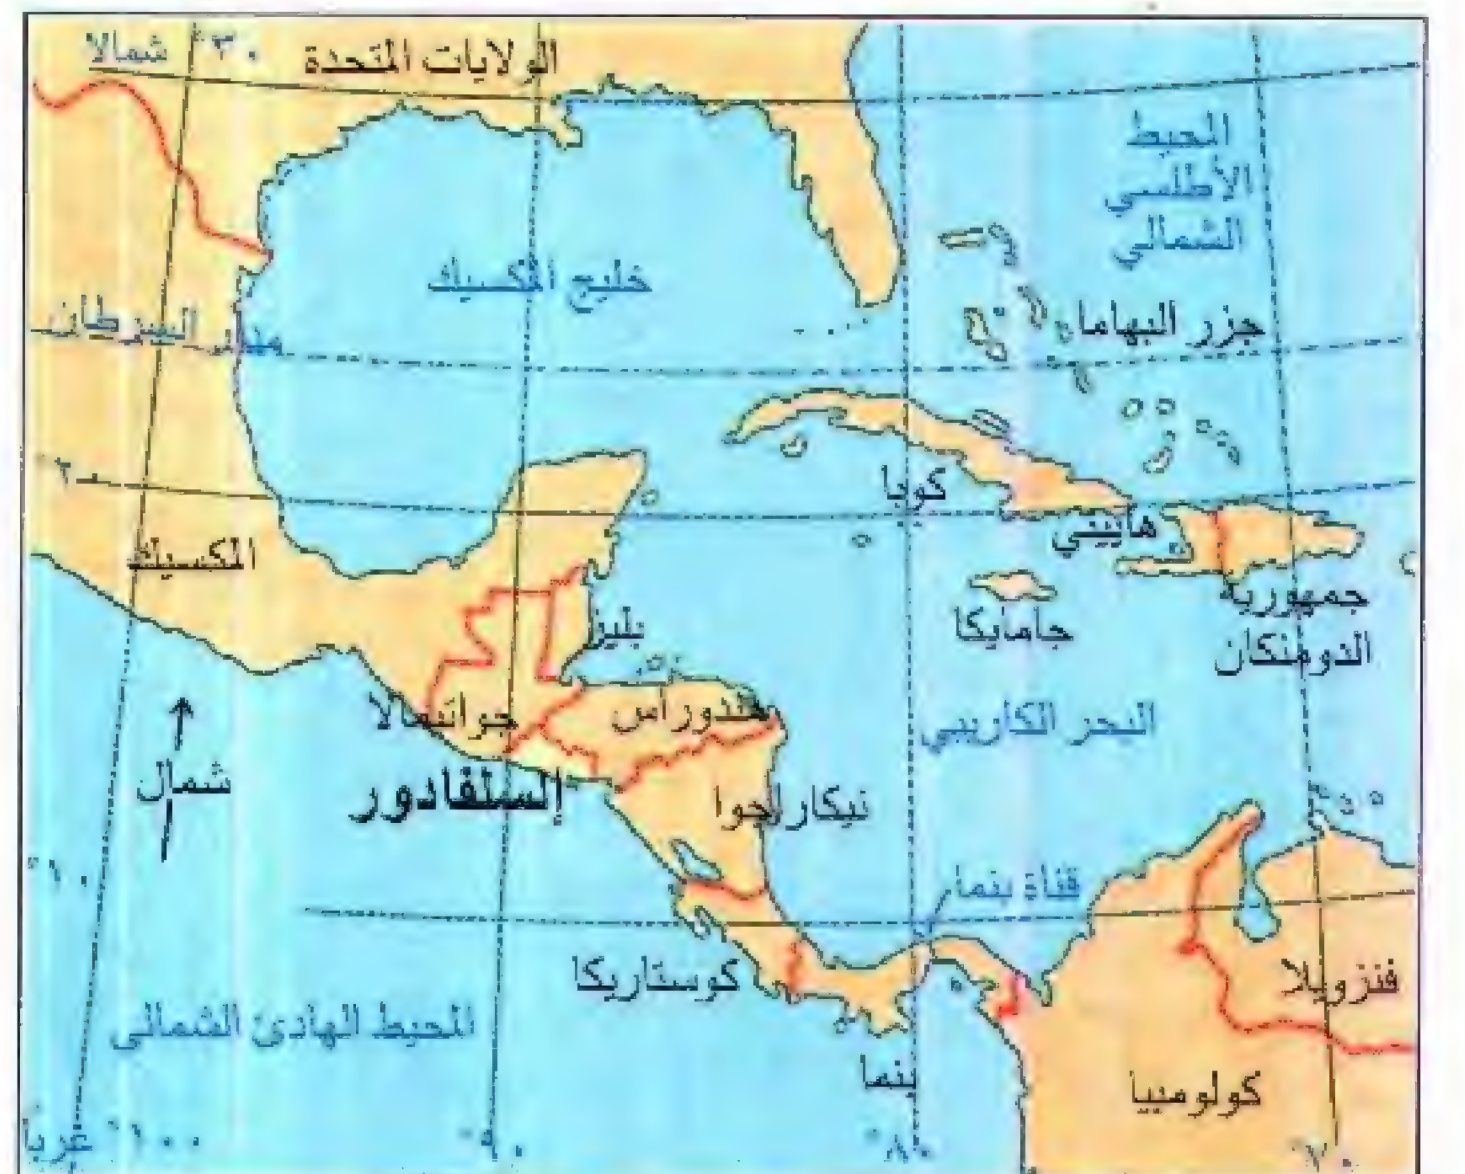 °٣٠ شمالا
الولايات المتحدة
المحيط
الأطلسي
الشمالي
خليج المكسيك
جزر البهاما
مدار السرطان
°٢٠
كوبا
هاييتي
المكسيك
جمهورية
الدومنكان
جامايكا
بليز
جواتيمالا
هندوراس
البحر الكاريبي
شمال
إلسلفادور
نيكاراجوا
°١٠
قناة بنما
كوستاريكا
فنزويلا
المحيط الهادئ الشمالي
بنما
كولومبيا
°١٠٠ غرباً
°٩٠
°٨٠
°٧٠